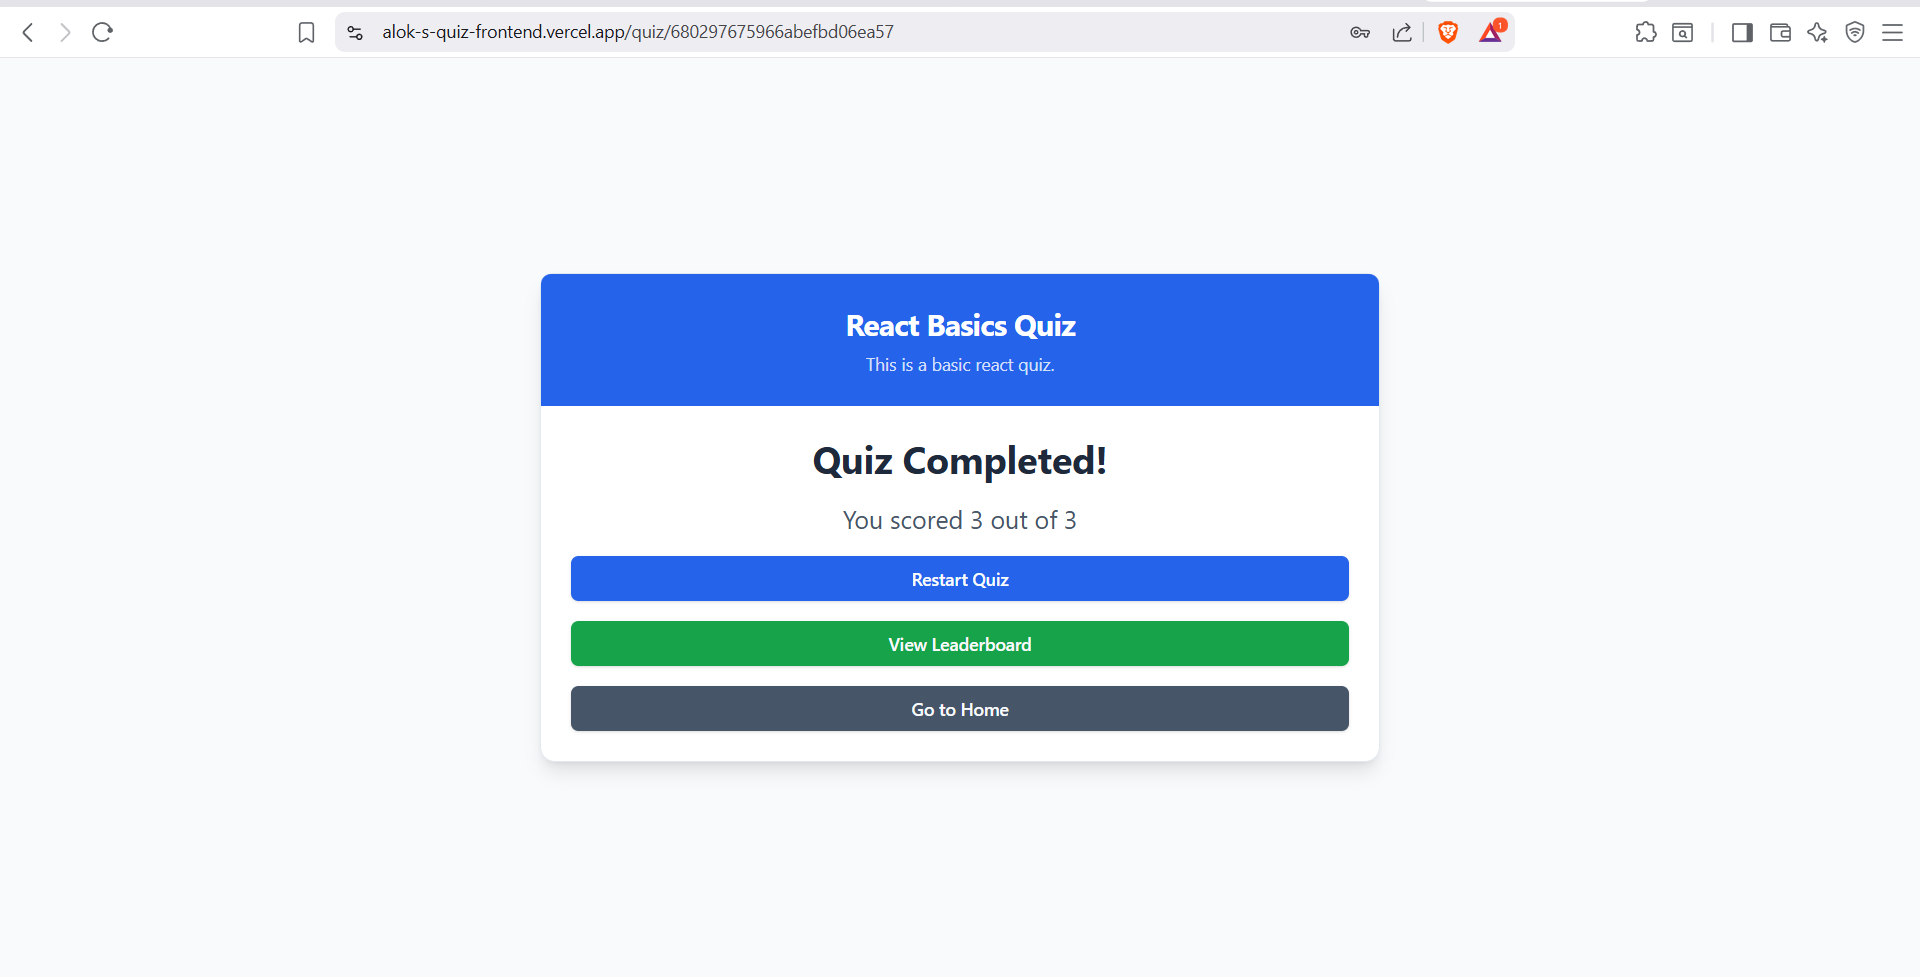 alok-s-quiz-frontend.vercel.app/quiz/680297675966abefbd06ea57
1
React Basics Quiz
This is a basic react quiz.
Quiz Completed!
You scored 3 out of 3
Restart Quiz
View Leaderboard
Go to Home